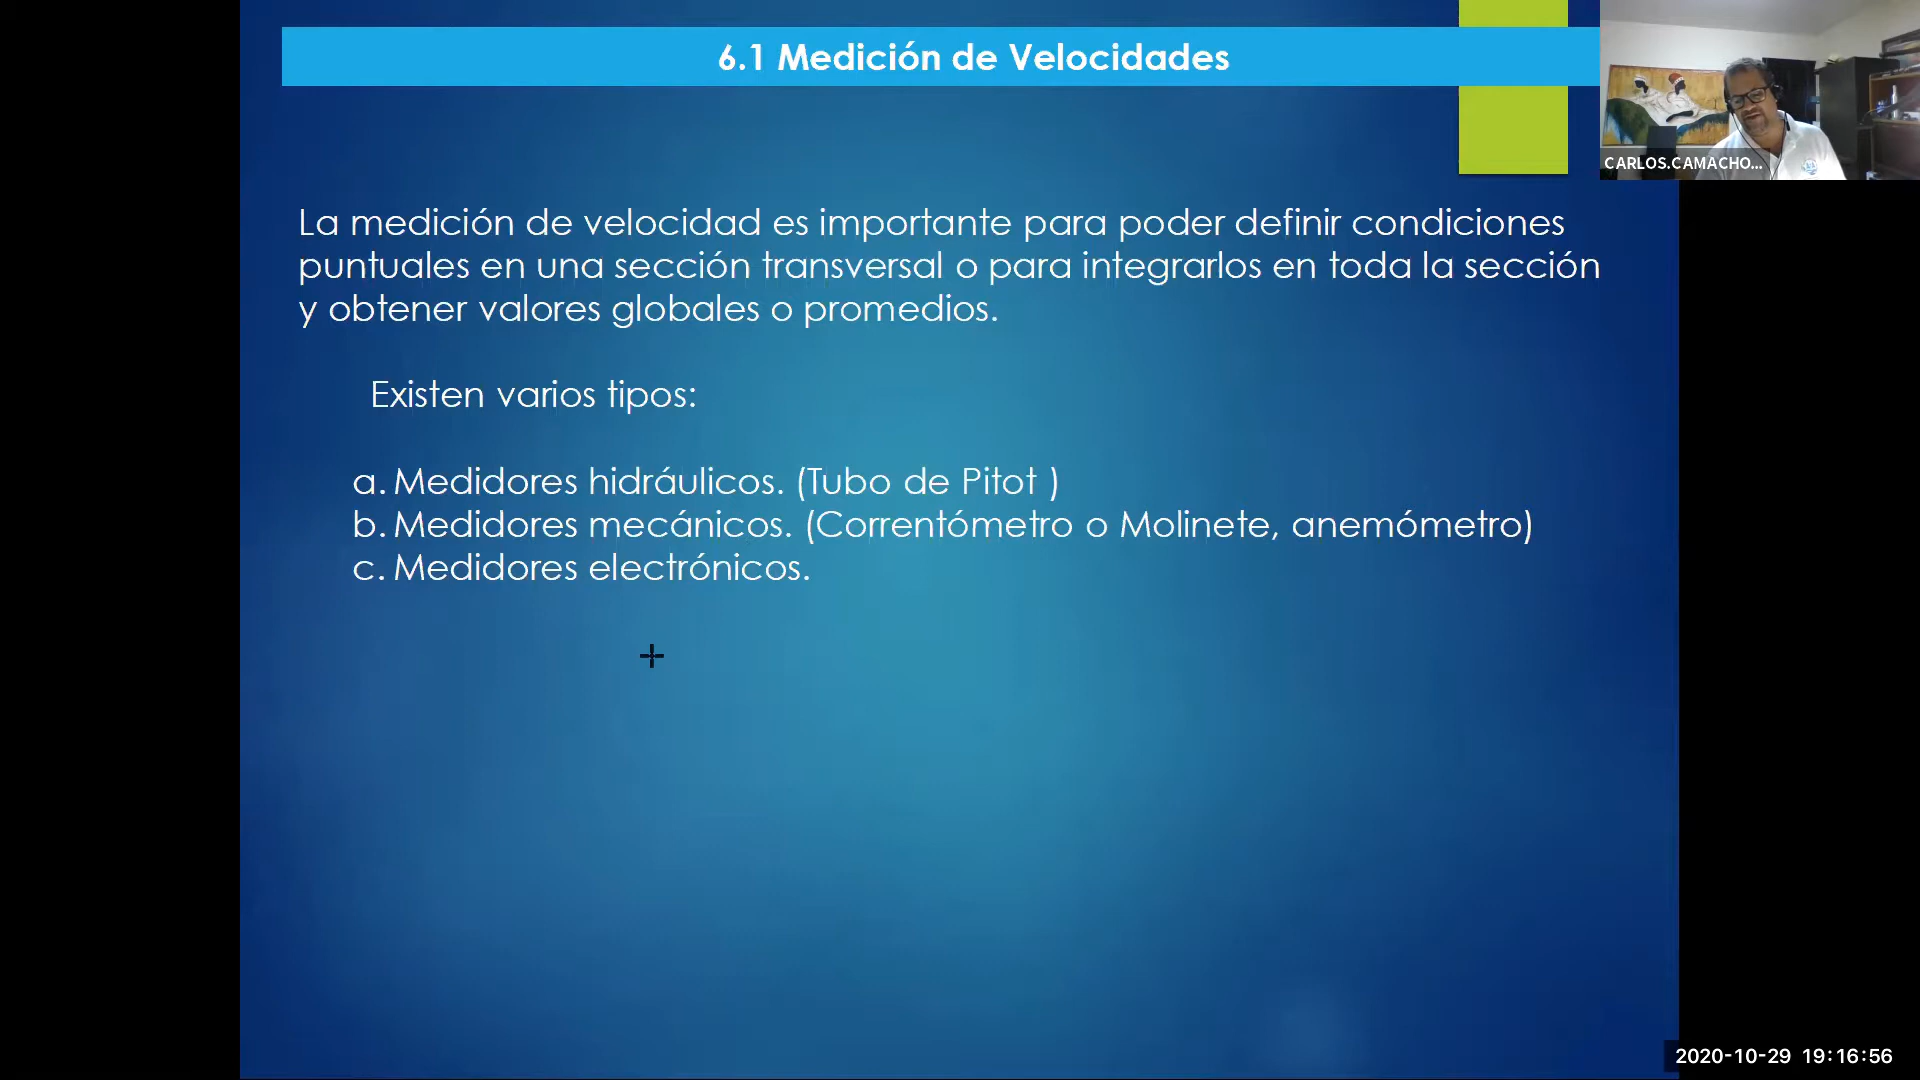 6.1 Medición de Velocidades
CARLOS.CAMACHO...
La medición de velocidad es importante para poder definir condiciones
puntuales en una sección transversal o para integrarlos en toda la sección
y obtener valores globales o promedios.
Existen varios tipos:
a. Medidores hidráulicos. (Tubo de Pitot )
b. Medidores mecánicos. (Correntómetro o Molinete, anemómetro)
c. Medidores electrónicos.
2020-10-29 19:16:56